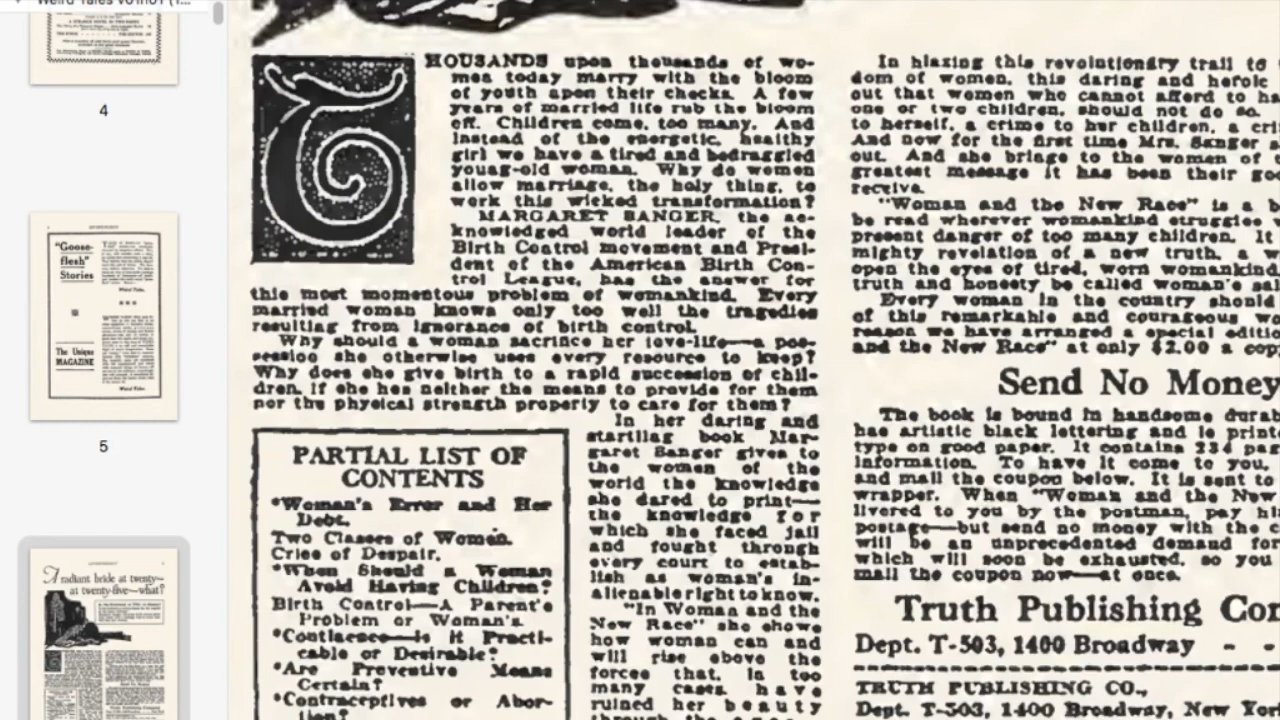 Weird Tales v01n01 (1...
4
"Goose-
flesh"
Stories
The Unique
MAGAZINE
5
A radiant bride at twenty—
at twenty-five—what?
THOUSANDS upon thousands of wo-
men today marry with the bloom
of youth upon their cheeks. A few
years of married life rub the bloom
off. Children come, too many. And
instead of the energetic, healthy
girl we have a tired and bedraggled
young-old woman. Why do women
allow marriage, the holy thing, to
work this wicked transformation?
MARGARET SANGER, the ac-
knowledged world leader of the
Birth Control movement and Presi-
dent of the American Birth Con-
trol League, has the answer for
this most momentous problem of womankind. Every
married woman knows only too well the tragedies
resulting from ignorance of birth control.
Why should a woman sacrifice her love-life—a pos-
session she otherwise uses every resource to keep?
Why does she give birth to a rapid succession of chil-
dren, if she has neither the means to provide for them
nor the physical strength properly to care for them?
PARTIAL LIST OF
CONTENTS
*Woman's Error and Her
Debt.
Two Classes of Women.
Cries of Despair.
*When Should a Woman
Avoid Having Children?
Birth Control—A Parent's
Problem or Woman's.
*Continence—is it Practi-
cable or Desirable?
*Are Preventive Means
Certain?
*Contraceptives or Abor-
tion?
In her daring and
startling book Mar-
garet Sanger gives to
the women of the
world the knowledge
she dared to print—
the knowledge for
which she faced jail
and fought through
every court to estab-
lish as woman's in-
alienable right to know.
"In Woman and the
New Race" she shows
how woman can and
will rise above the
forces that, in too
many cases have
ruined her beauty
through the ages
In blazing this revolutionary trail to
dom of women, this daring and heroic
out that women who cannot afford to ha
one or two children, should not do so.
to herself, a crime to her children, a cri
And now for the first time Mrs. Sanger s
out. And she brings to the women of
greatest message it has been their goo
receive.
"Woman and the New Race" is a b
be read wherever womankind struggles
present danger of too many children. It
mighty revelation of a new truth, a w
open the eyes of tired, worn womankind
truth and honesty be called woman's sal
Every woman in the country should
of this remarkable and courageous wo
reason we have arranged a special editio
and the New Race" at only $2.00 a cop
Send No Money
The book is bound in handsome durab
has artistic black lettering and is printe
type on good paper. It contains 234 pag
information. To have it come to you,
and mail the coupon below. It is sent to
wrapper. When "Woman and the New
livered to you by the postman, pay hi
postage—but send no money with the c
will be an unprecedented demand for
which will soon be exhausted, so you
mail the coupon now—at once.
Truth Publishing Co
Dept. T-503, 1400 Broadway - -
TRUTH PUBLISHING CO.,
Dept. T-503, 1400 Broadway, New Yor